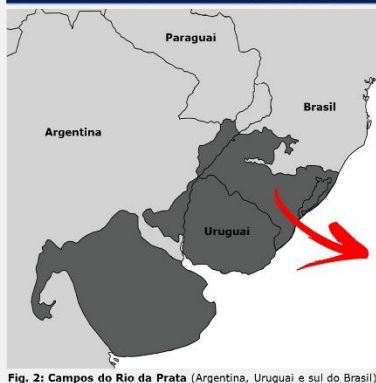 Paraguai
Brasil
Argentina
Uruguai
Fig. 2: Campos do Rio da Prata (Argentina, Uruguai e sul do Brasil)